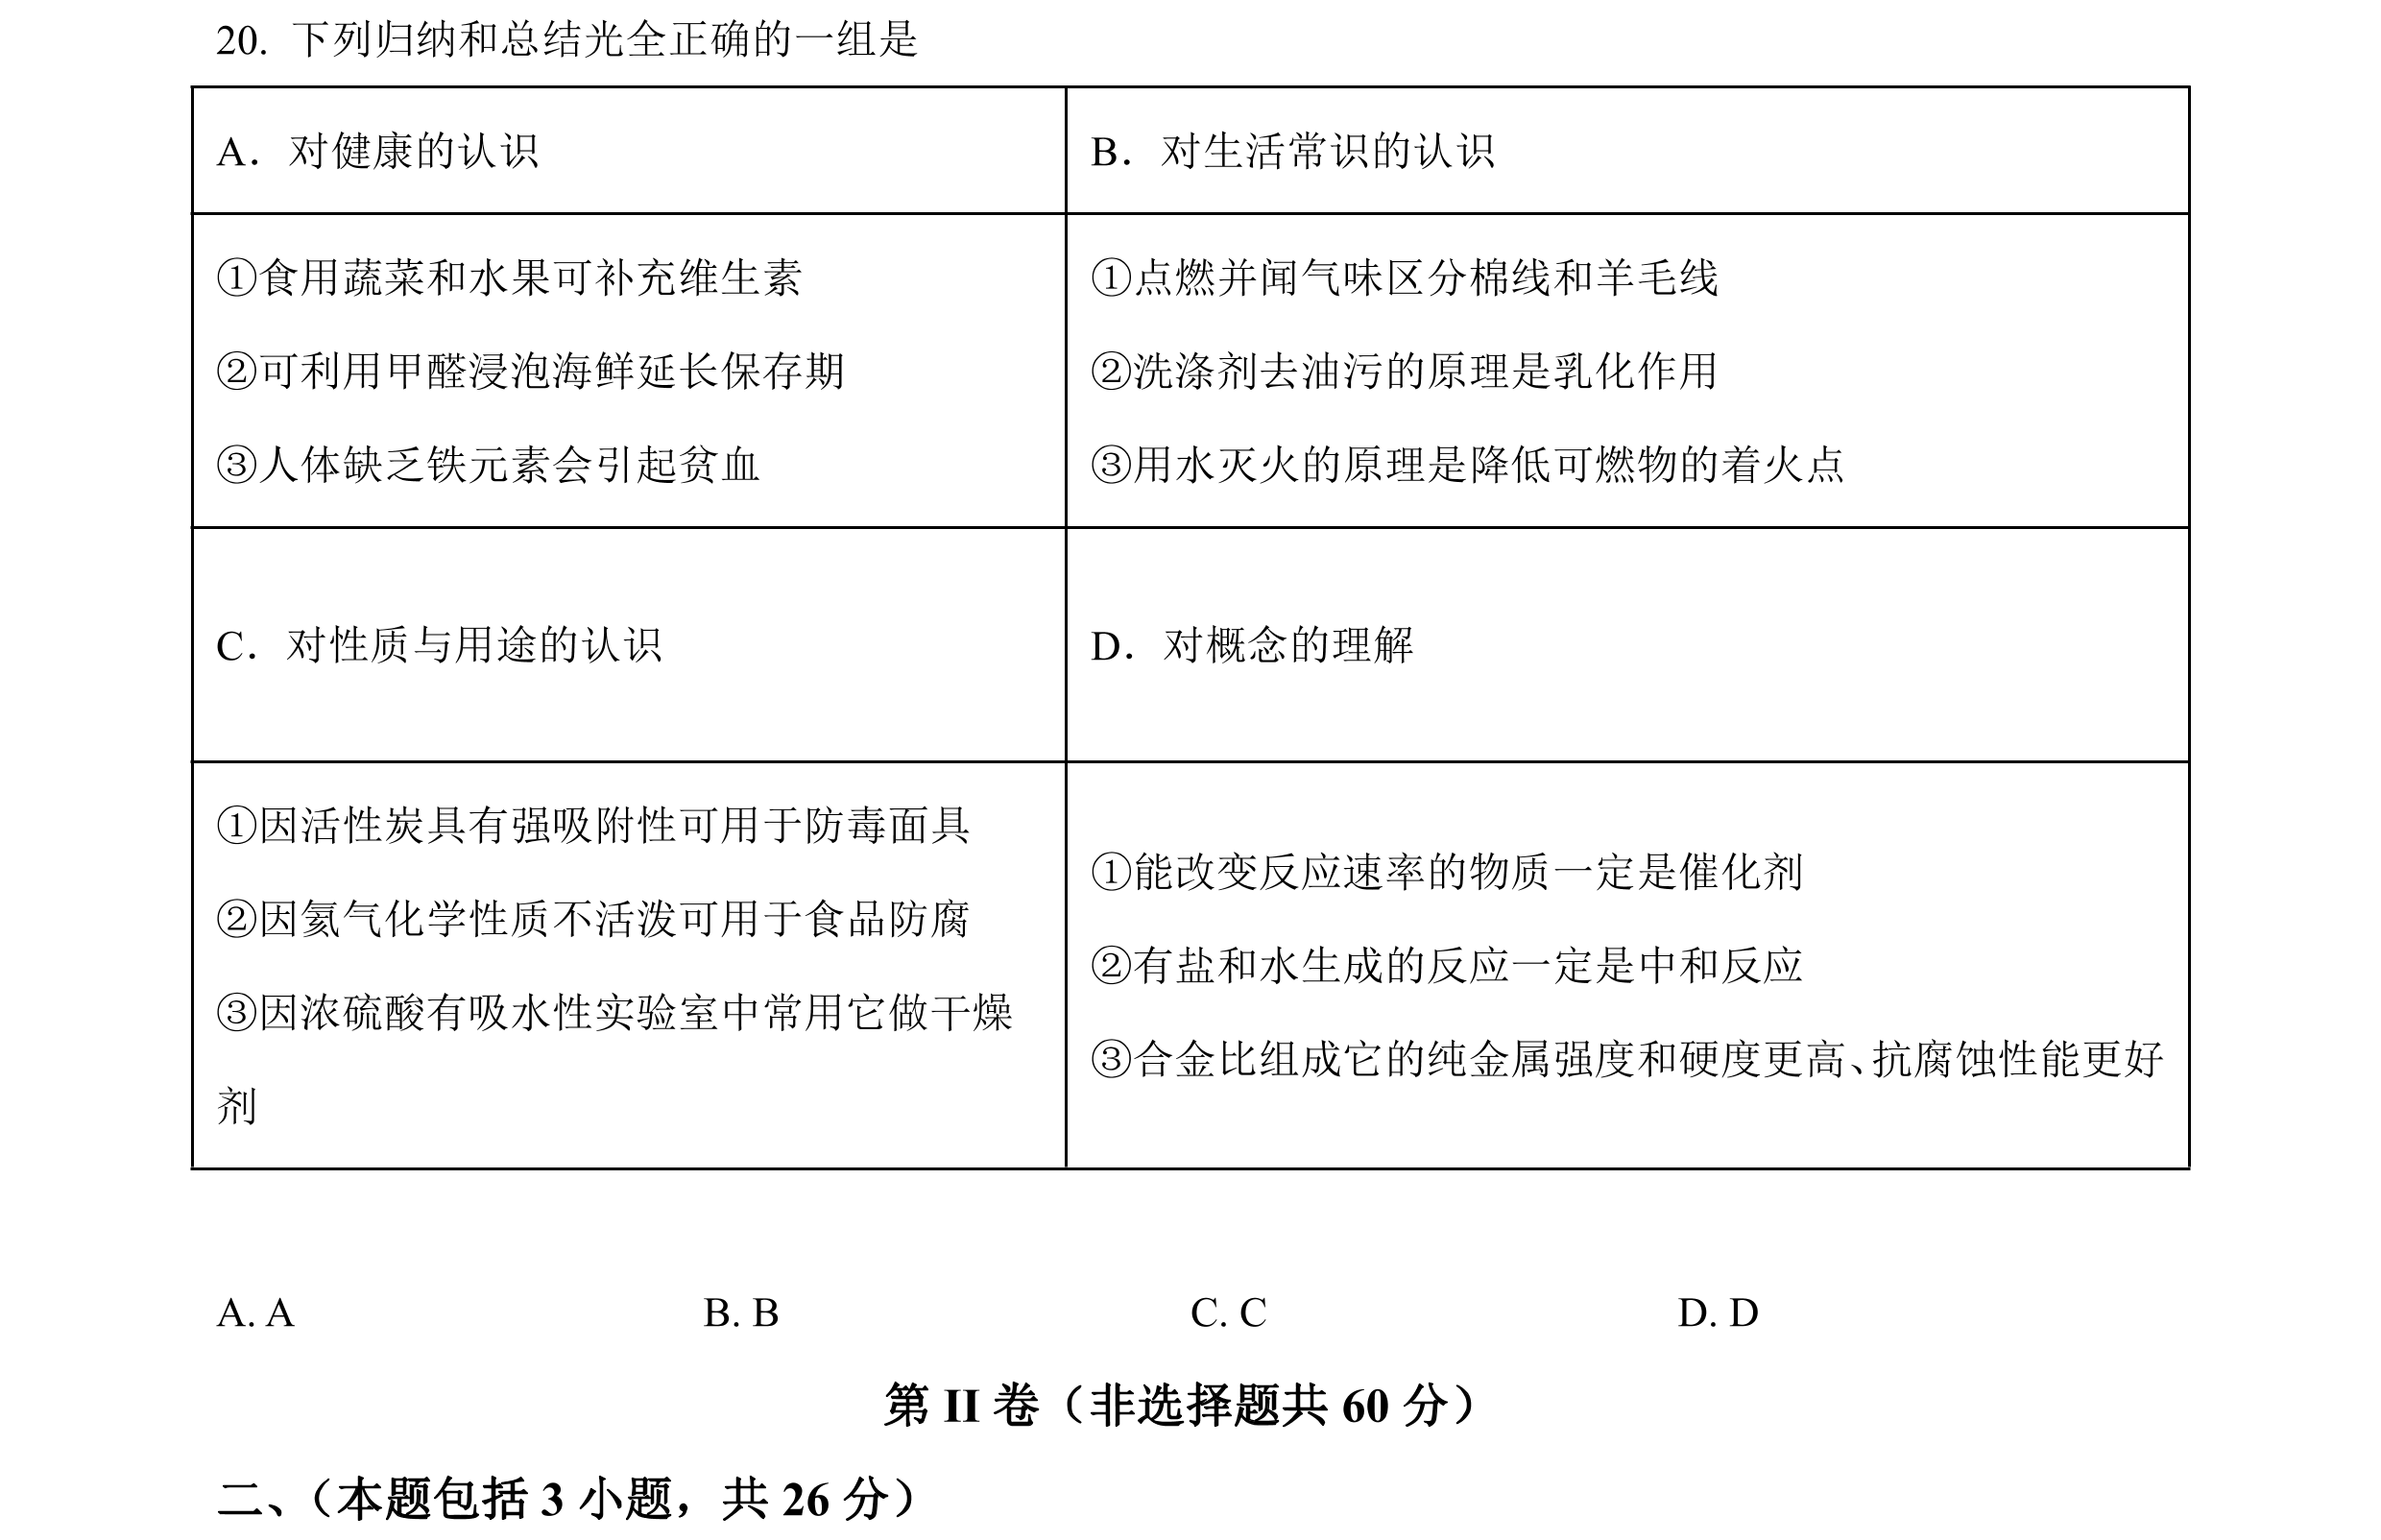 20. 下列归纳和总结光全正确的一组是
A．对健康的认识
B．对生活常识的认识
①食用蔬菜和水果可补充维生素
②可利用甲醛浸泡海鲜延长保存期
③人体缺乏铁元素会引起贫血
①点燃并闻气味区分棉线和羊毛线
②洗涤剂去油污的原理是乳化作用
③用水灭火的原理是降低可燃物的着火点
C．对性质与用途的认识
D．对概念的理解
①因活性炭具有强吸附性可用于防毒面具
②因氦气化学性质不活泼可用于食品防腐
③因浓硫酸有吸水性实验室中常用它做干燥
剂
①能改变反应速率的物质一定是催化剂
②有盐和水生成的反应一定是中和反应
③合金比组成它的纯金属强度和硬度更高、抗腐蚀性能更好
A. A B. B C. C D. D
第 II 卷（非选择题共 60 分）
二、（本题包括 3 小题，共 26 分）